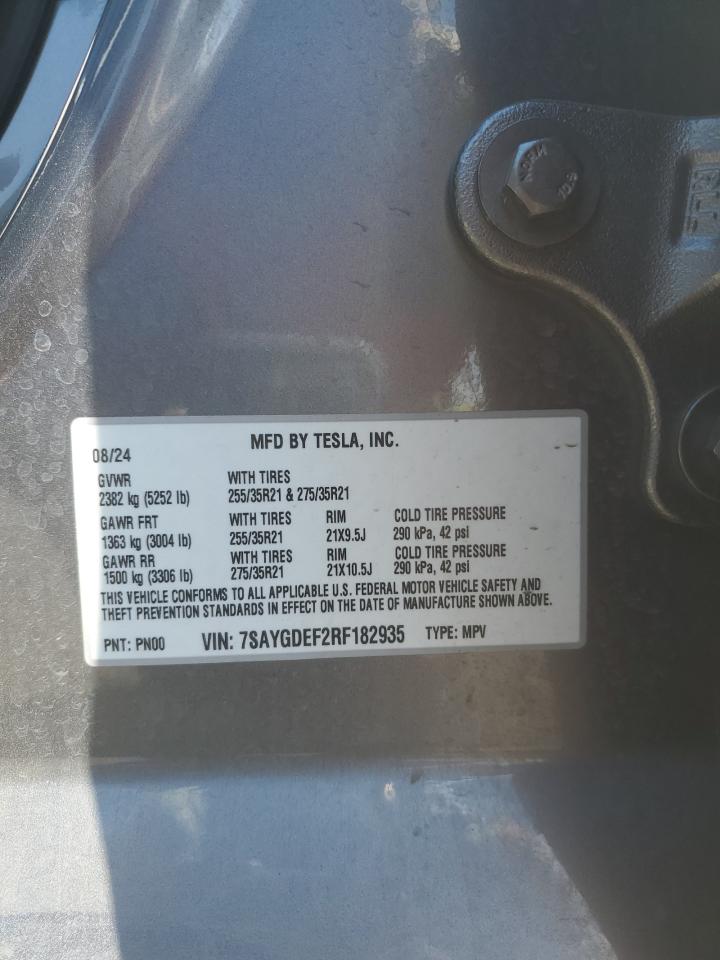 MFD BY TESLA, INC.
08/24
GVWR WITH TIRES
2382 kg (5252 lb) 255/35R21 & 275/35R21
GAWR FRT WITH TIRES RIM COLD TIRE PRESSURE
1363 kg (3004 lb) 255/35R21 21X9.5J 290 kPa, 42 psi
GAWR RR WITH TIRES RIM COLD TIRE PRESSURE
1500 kg (3306 lb) 275/35R21 21X10.5J 290 kPa, 42 psi
THIS VEHICLE CONFORMS TO ALL APPLICABLE U.S. FEDERAL MOTOR VEHICLE SAFETY AND
THEFT PREVENTION STANDARDS IN EFFECT ON THE DATE OF MANUFACTURE SHOWN ABOVE.
PNT: PN00 VIN: 7SAYGDEF2RF182935 TYPE: MPV
10.9